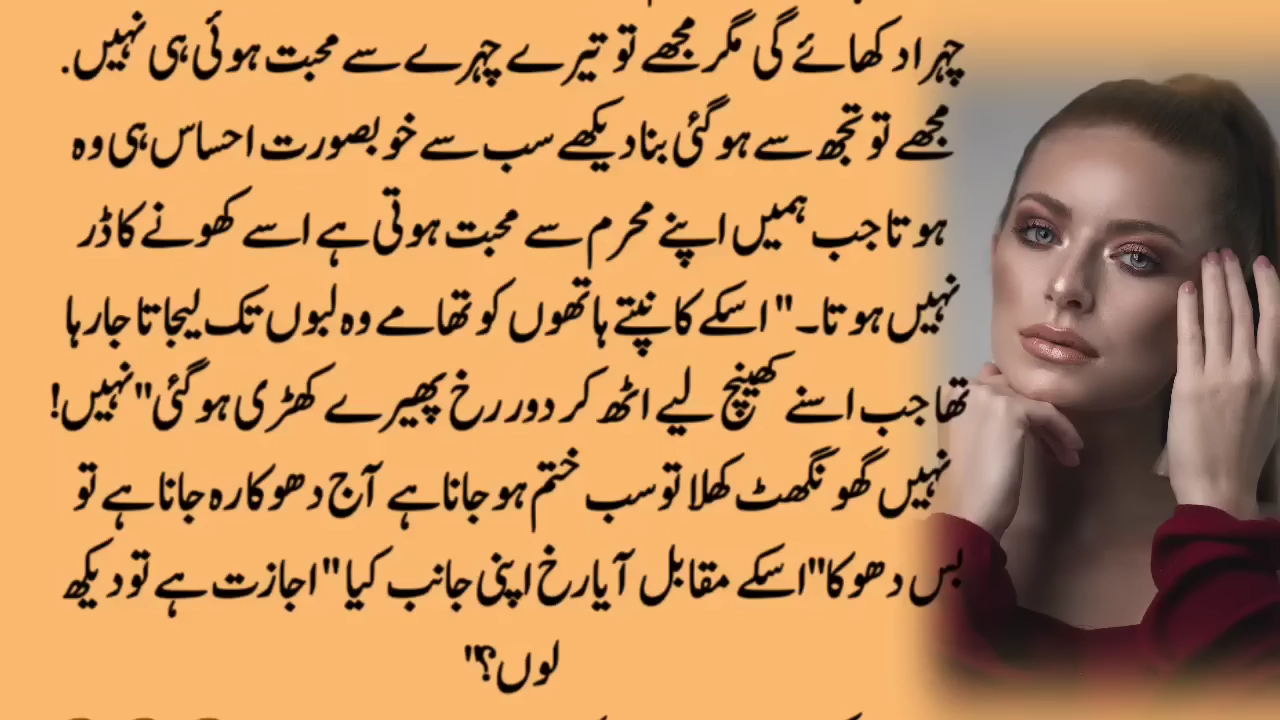 چہرا دکھائے گی مگر مجھے تو تیرے چہرے سے محبت ہوئی ہی نہیں.
مجھے تو تجھ سے ہو گئی بنا دیکھے سب سے خوبصورت احساس ہی وہ
ہوتا جب ہمیں اپنے محرم سے محبت ہوتی ہے اسے کھونے کا ڈر
نہیں ہوتا۔" اسکے کانپتے ہاتھوں کو تھامے وہ لبوں تک لیجاتا جا رہا
تھا جب اسنے کھینچ لیے اٹھ کر دور رخ پھیرے کھڑی ہو گئی "نہیں!
نہیں گھونگھٹ کھلا تو سب ختم ہو جانا ہے آج دھوکا رہ جانا ہے تو
بس دھوکا" اسکے مقابل آیا رخ اپنی جانب کیا "اجازت ہے تو دیکھ
لوں؟"